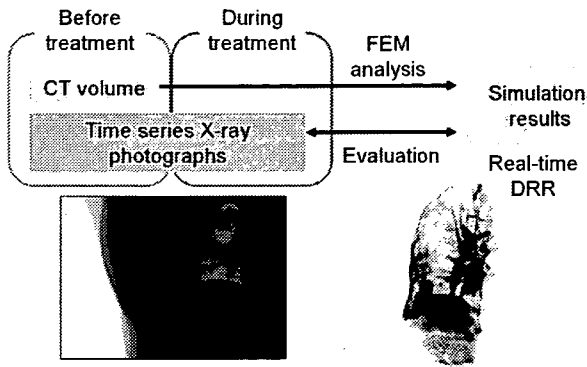 Before
treatment
During
treatment
FEM
analysis
CT volume
Simulation
results
Time series X-ray
photographs
Evaluation
Real-time
DRR